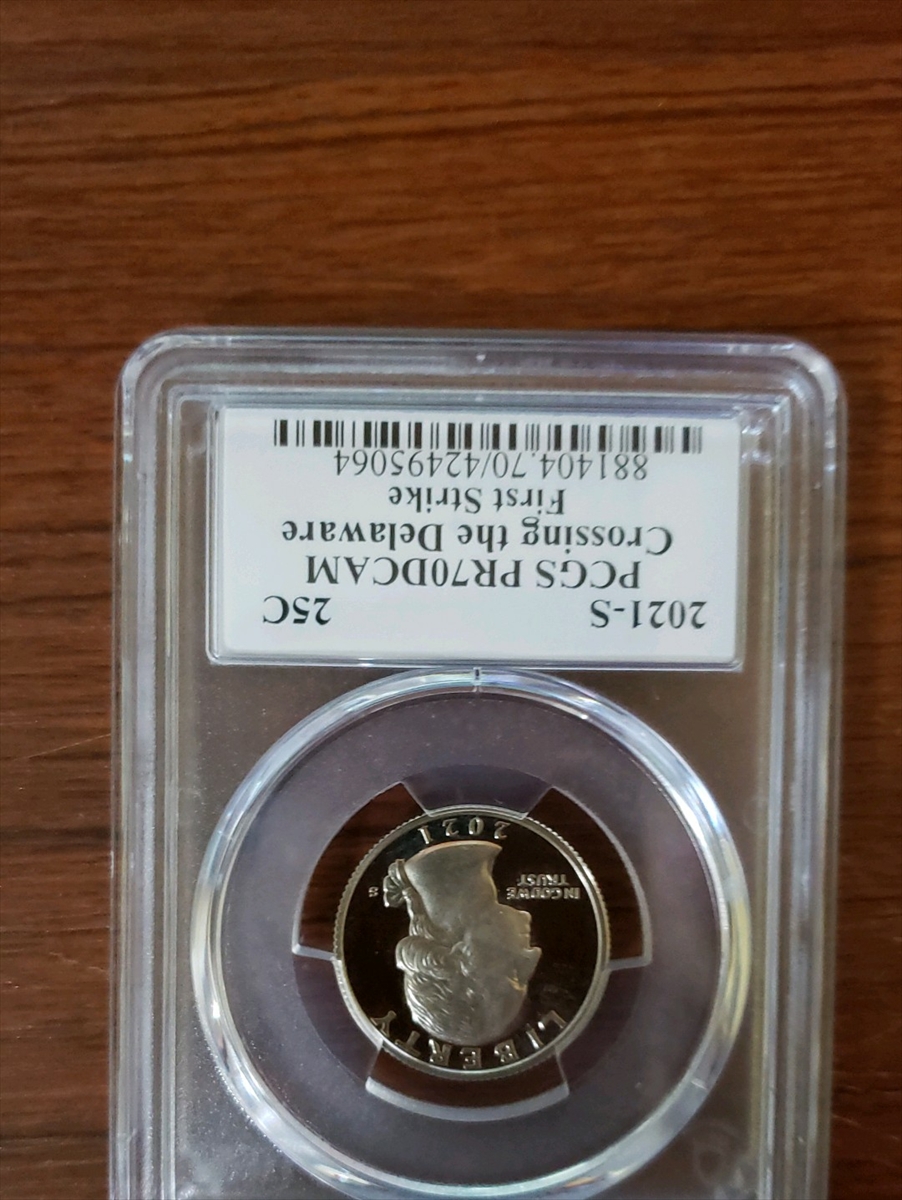 2021-S 25C
PCGS PR70DCAM
Crossing the Delaware
First Strike
881404.70/42495064
LIBERTY
IN GOD WE
TRUST
S
2021